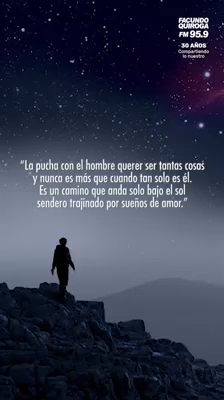 FACUNDO
QUIROGA
FM 95.9
30 AÑOS
Compartiendo
lo nuestro
“La pucha con el hombre querer ser tantas cosas
y nunca es más que cuando tan solo es él.
Es un camino que anda solo bajo el sol
sendero trajinado por sueños de amor.”